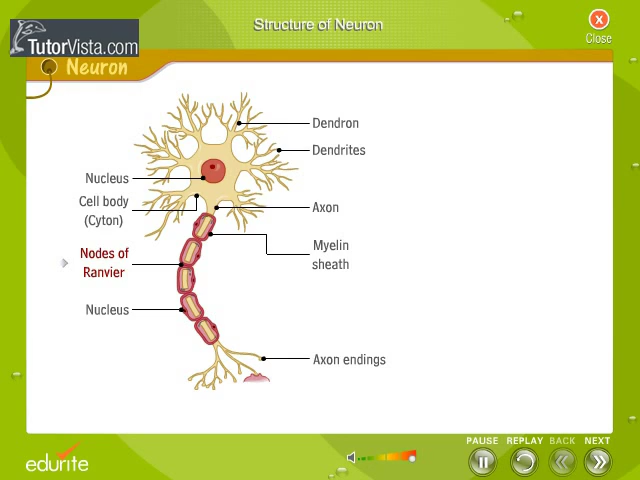 Structure of Neuron
Close
TutorVista.com
Neuron
Dendron
Dendrites
Nucleus
Cell body
(Cyton)
Axon
Myelin
sheath
Nodes of
Ranvier
Nucleus
Axon endings
PAUSE REPLAY BACK NEXT
edurite